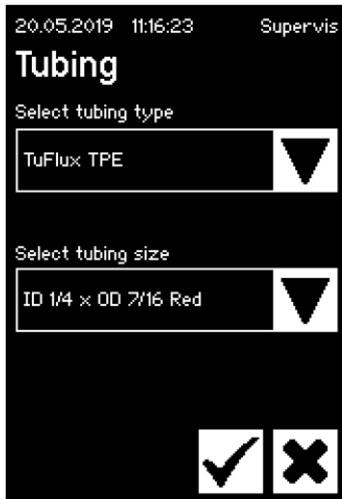 20.05.2019 11:16:23 Supervis
Tubing
Select tubing type
TuFlux TPE
Select tubing size
ID 1/4 x OD 7/16 Red